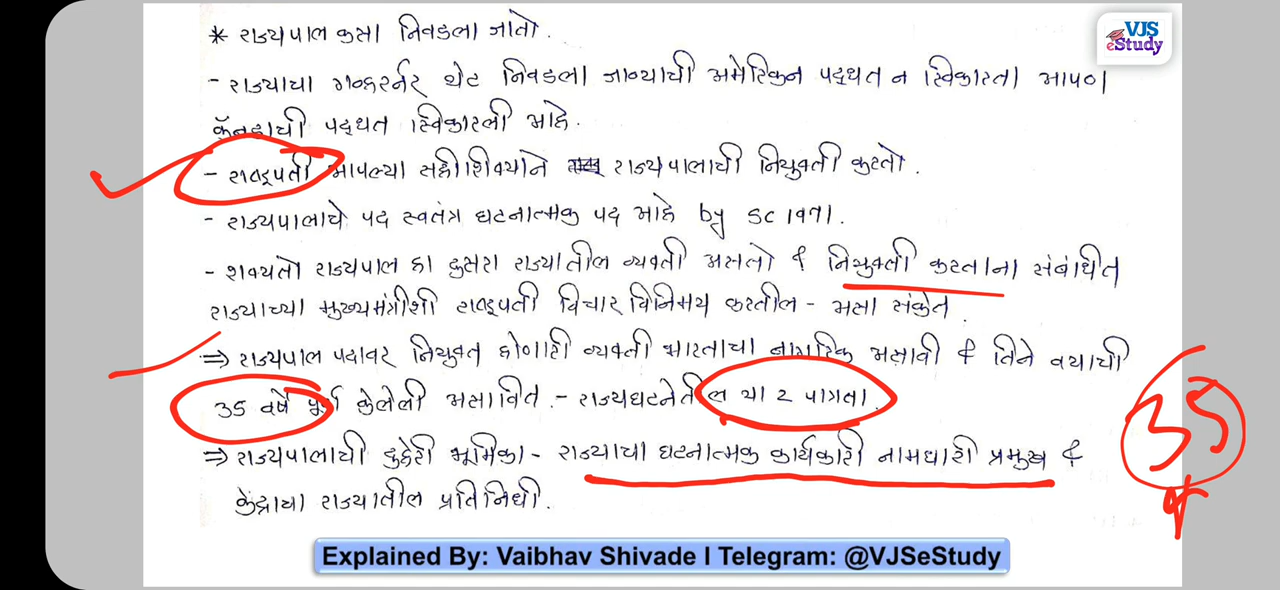 * राज्यपाल कसा निवडला जातो.
- राज्याचा गव्हर्नर थेट निवडला जाण्याची अमेरिकन पद्धत न स्विकारता आपण
कॅनडाची पद्धत स्विकारली आहे.
- राष्ट्रपती आपल्या सहीशिक्याने राज्यपालाची नियुक्ती करतो.
- राज्यपालाचे पद स्वतंत्र घटनात्मक पद आहे by SC 1971.
- शक्यतो राज्यपाल हा दुसरा राज्यातील व्यक्ती असतो & नियुक्ती करताना संबंधीत
राज्याच्या मुख्यमंत्रीशी राष्ट्रपती विचार विनिमय करतील - असा संकेत.
⇒ राज्यपाल पदावर नियुक्त होणारी व्यक्ती भारताचा नागरिक असावी & तिने वयाची
35 वर्षे पूर्ण केलेली असावित. - राज्यघटनेतील या 2 पात्रता.
⇒ राज्यपालाची दुहेरी भूमिका - राज्याचा घटनात्मक कार्यकारी नामधारी प्रमुख &
केंद्राचा राज्यातील प्रतिनिधी.
35
VJS
eStudy
Explained By: Vaibhav Shivade I Telegram: @VJSeStudy